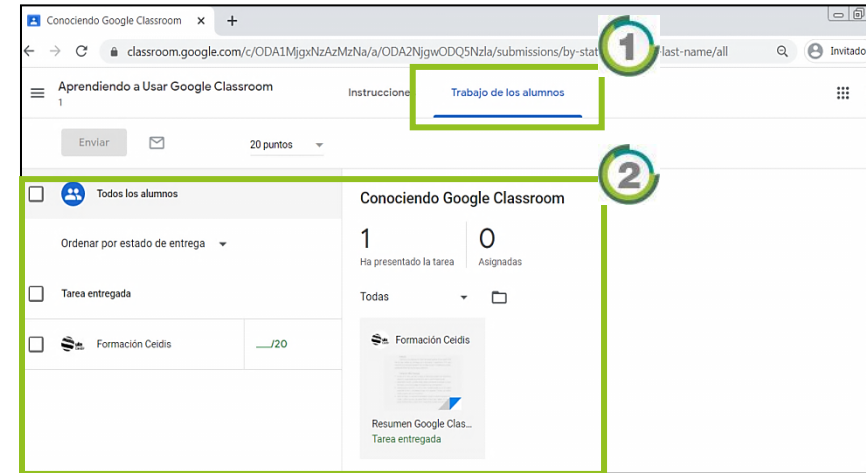 Conociendo Google Classroom
classroom.google.com/c/ODA1MjgxNzAzMzNa/a/ODA2NjgwODQ5NzIa/submissions/by-stat last-name/all
Invitado
1
Aprendiendo a Usar Google Classroom
1
Instruccione
Trabajo de los alumnos
Enviar
20 puntos
2
Todos los alumnos
Ordenar por estado de entrega
Tarea entregada
Formación Ceidis
__/20
Conociendo Google Classroom
1
Ha presentado la tarea
0
Asignadas
Todas
Formación Ceidis
Resumen Google Clas...
Tarea entregada